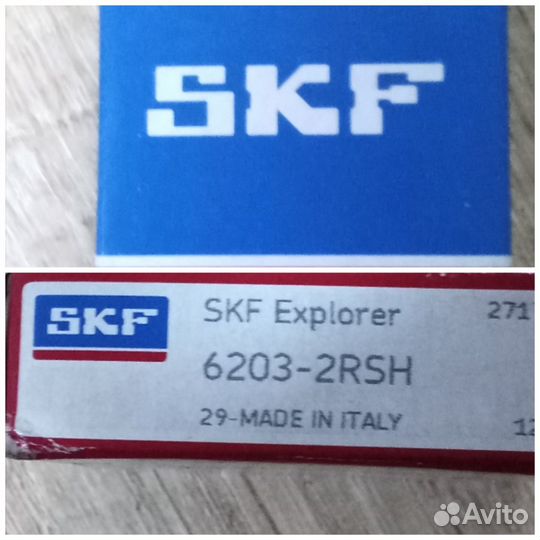 SKF
SKF
SKF Explorer
271
6203-2RSH
29-MADE IN ITALY
12
Avito